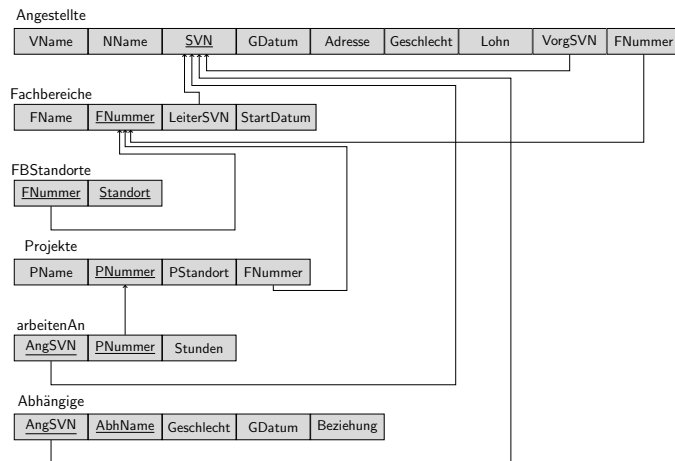 Angestellte
VName NName SVN GDatum Adresse Geschlecht Lohn VorgSVN FNummer
Fachbereiche
FName FNummer LeiterSVN StartDatum
FBStandorte
FNummer Standort
Projekte
PName PNummer PStandort FNummer
arbeitenAn
AngSVN PNummer Stunden
Abhängige
AngSVN AbhName Geschlecht GDatum Beziehung